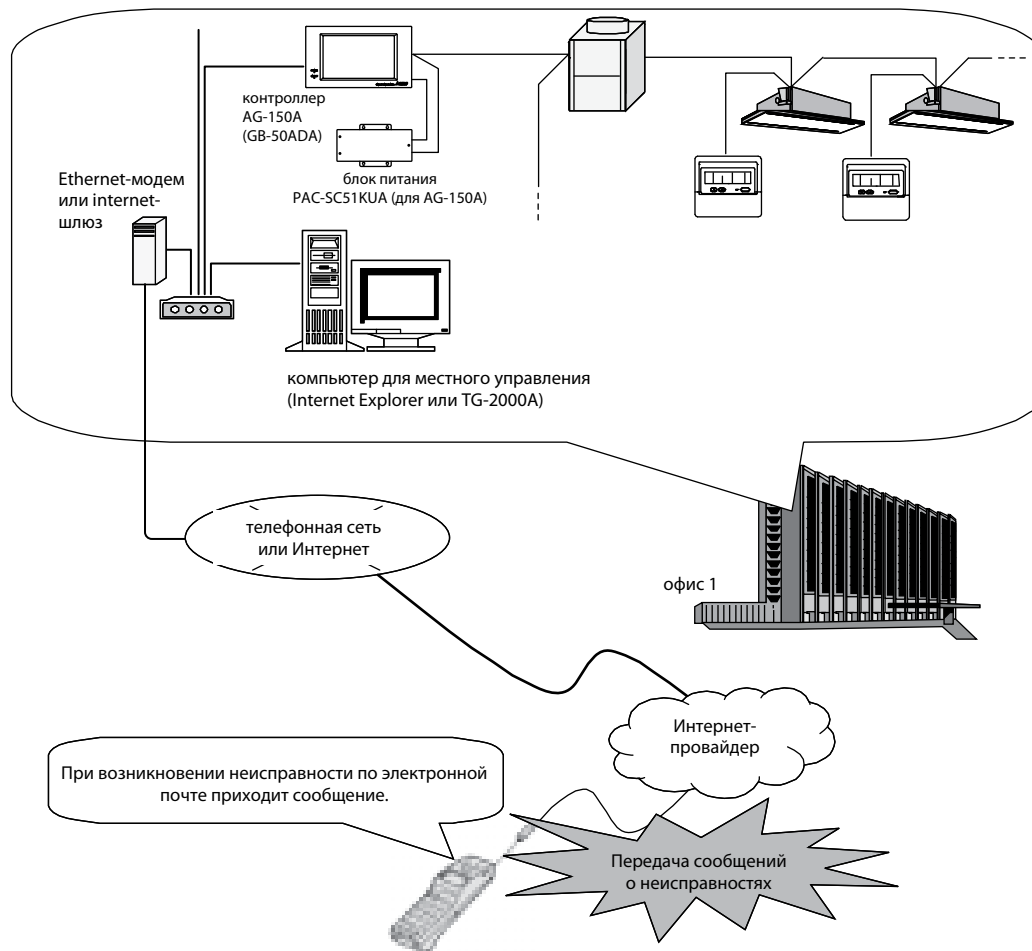 контроллер
AG-150A
(GB-50ADA)
блок питания
PAC-SC51KUA (для AG-150A)
Ethernet-модем
или internet-
шлюз
компьютер для местного управления
(Internet Explorer или TG-2000A)
телефонная сеть
или Интернет
офис 1
Интернет-
провайдер
При возникновении неисправности по электронной
почте приходит сообщение.
Передача сообщений
о неисправностях